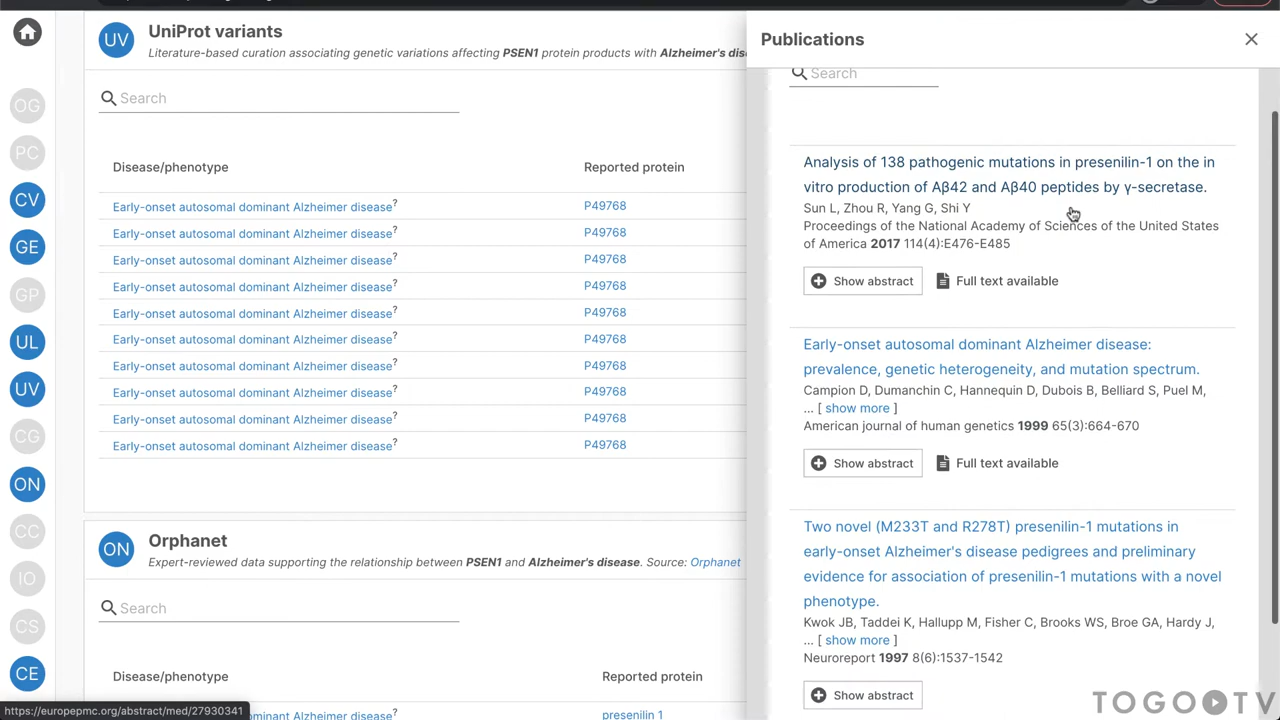 UV
UniProt variants
Literature-based curation associating genetic variations affecting PSEN1 protein products with Alzheimer's
Search
Disease/phenotype Reported protein
Early-onset autosomal dominant Alzheimer disease? P49768
Early-onset autosomal dominant Alzheimer disease? P49768
Early-onset autosomal dominant Alzheimer disease? P49768
Early-onset autosomal dominant Alzheimer disease? P49768
Early-onset autosomal dominant Alzheimer disease? P49768
Early-onset autosomal dominant Alzheimer disease? P49768
Early-onset autosomal dominant Alzheimer disease? P49768
Early-onset autosomal dominant Alzheimer disease? P49768
Early-onset autosomal dominant Alzheimer disease? P49768
Early-onset autosomal dominant Alzheimer disease? P49768
ON
Orphanet
Expert-reviewed data supporting the relationship between PSEN1 and Alzheimer's disease. Source: Orphanet
Search
Disease/phenotype Reported protein
dominant Alzheimer disease? presenilin 1
https://europepmc.org/abstract/med/27930341
OG
PC
CV
GE
GP
UL
UV
CG
ON
CC
IO
CS
CE
Publications
Search
Analysis of 138 pathogenic mutations in presenilin-1 on the in
vitro production of Aβ42 and Aβ40 peptides by γ-secretase.
Sun L, Zhou R, Yang G, Shi Y
Proceedings of the National Academy of Sciences of the United States
of America 2017 114(4):E476-E485
Show abstract Full text available
Early-onset autosomal dominant Alzheimer disease:
prevalence, genetic heterogeneity, and mutation spectrum.
Campion D, Dumanchin C, Hannequin D, Dubois B, Belliard S, Puel M,
... [ show more ]
American journal of human genetics 1999 65(3):664-670
Show abstract Full text available
Two novel (M233T and R278T) presenilin-1 mutations in
early-onset Alzheimer's disease pedigrees and preliminary
evidence for association of presenilin-1 mutations with a novel
phenotype.
Kwok JB, Taddei K, Hallupp M, Fisher C, Brooks WS, Broe GA, Hardy J,
... [ show more ]
Neuroreport 1997 8(6):1537-1542
Show abstract
TOGO TV